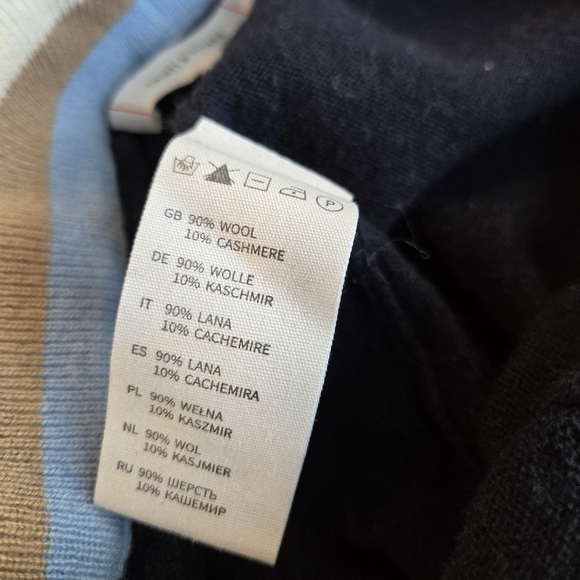 P
GB 90% WOOL
10% CASHMERE
DE 90% WOLLE
10% KASCHMIR
IT 90% LANA
10% CACHEMIRE
ES 90% LANA
10% CACHEMIRA
PL 90% WEŁNA
10% KASZMIR
NL 90% WOL
10% KASJMIER
RU 90% ШЕРСТЬ
10% КАШЕМИР